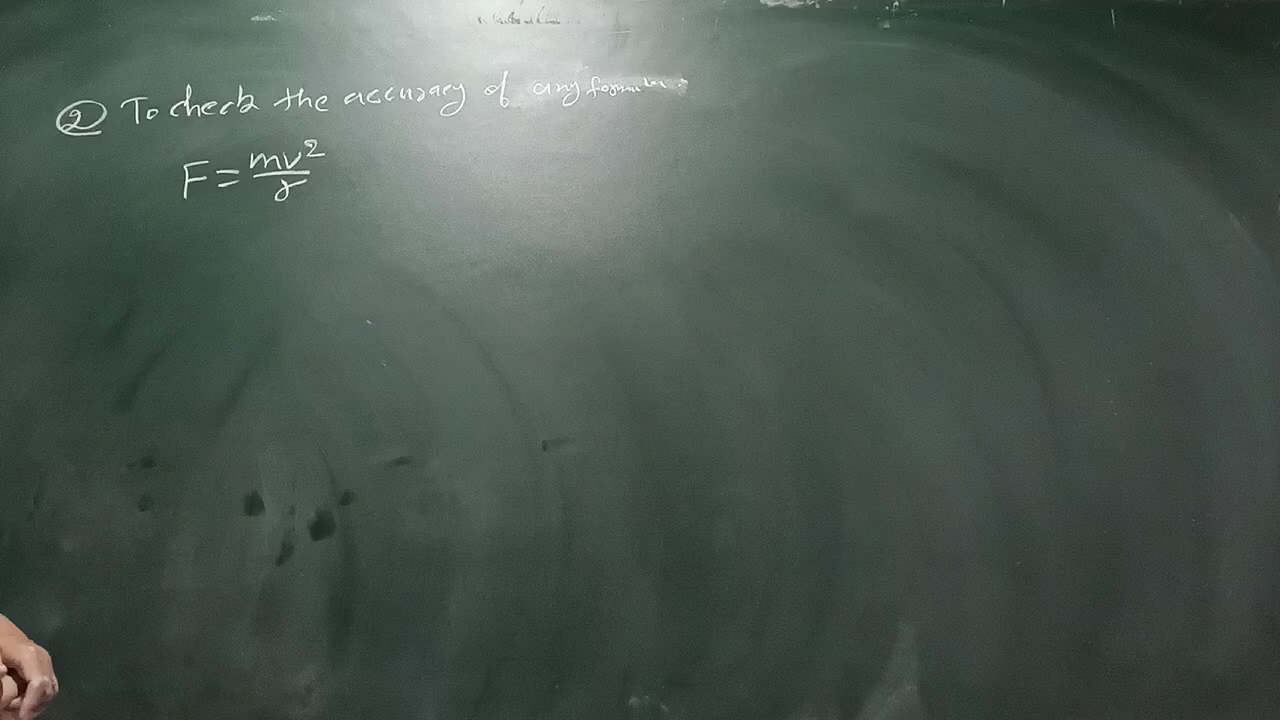 ② To check the accuracy of any formula:
F = mv²/r